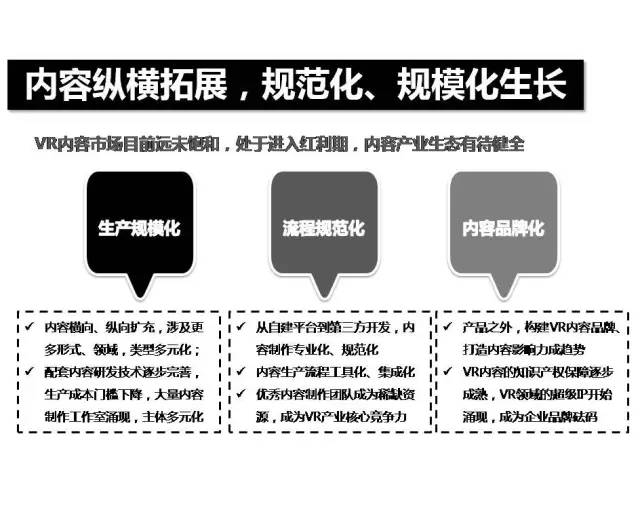 内容纵横拓展，规范化、规模化生长
VR内容市场目前远未饱和，处于进入红利期，内容产业生态有待健全
生产规模化
流程规范化
内容品牌化
✓ 内容横向、纵向扩充，涉及更
多形式、领域，类型多元化；
✓ 配套内容研发技术逐步完善，
生产成本门槛下降，大量内容
制作工作室涌现，主体多元化
✓ 从自建平台到第三方开发，内
容制作专业化、规范化
✓ 内容生产流程工具化、集成化
✓ 优秀内容制作团队成为稀缺资
源，成为VR产业核心竞争力
✓ 产品之外，构建VR内容品牌、
打造内容影响力成趋势
✓ VR内容的知识产权保障逐步
成熟，VR领域的超级IP开始
涌现，成为企业品牌砝码